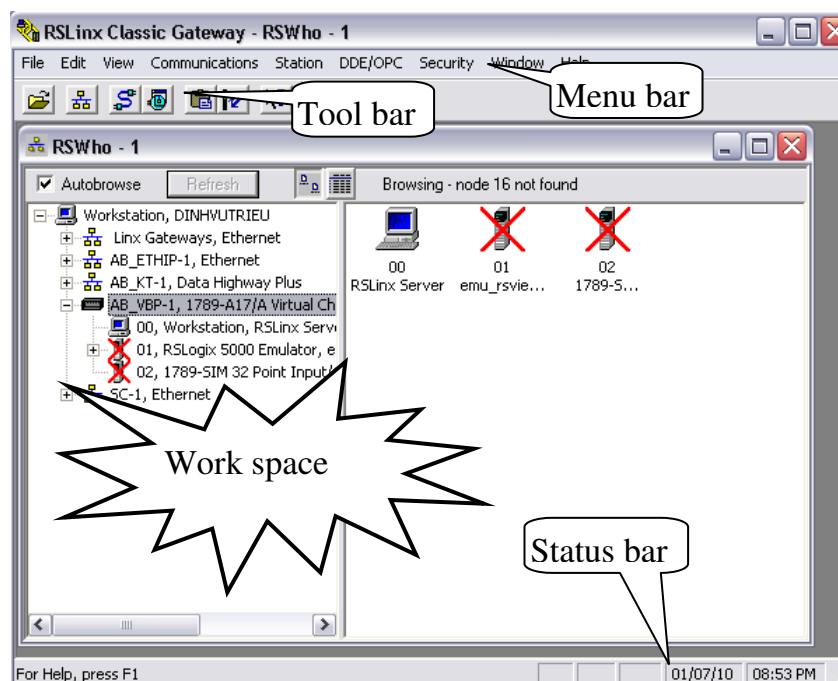 RSLinx Classic Gateway - RSWho - 1
File Edit View Communications Station DDE/OPC Security Window Help
Tool bar
Menu bar
RSWho - 1
Autobrowse Refresh Browsing - node 16 not found
Workstation, DINHVUTRIEU
Linx Gateways, Ethernet
AB_ETHIP-1, Ethernet
AB_KT-1, Data Highway Plus
AB_VBP-1, 1789-A17/A Virtual Ch
00, Workstation, RSLinx Serv
01, RSLogix 5000 Emulator, e
02, 1789-SIM 32 Point Input/
SC-1, Ethernet
00
RSLinx Server
01
emu_rsvie...
02
1789-S...
Work space
Status bar
For Help, press F1 01/07/10 08:53 PM